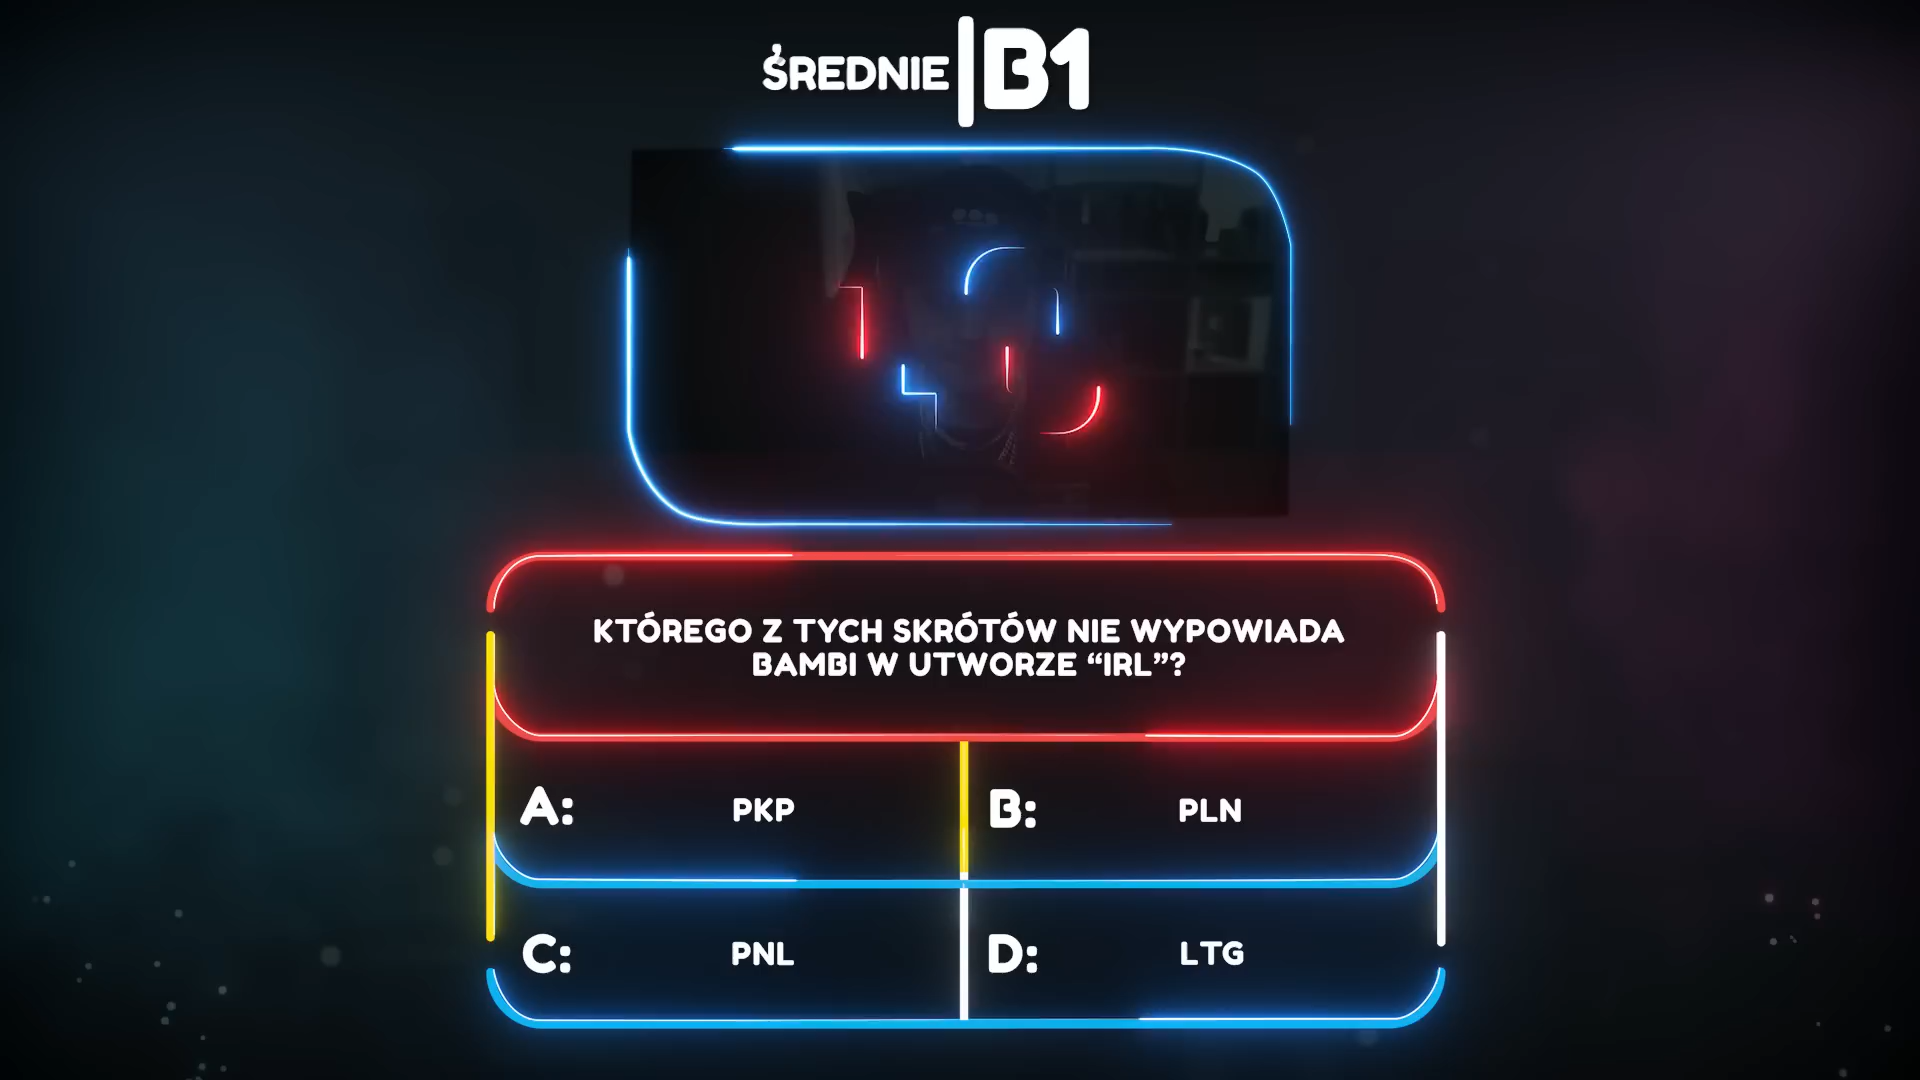 ŚREDNIE B1
KTÓREGO Z TYCH SKRÓTÓW NIE WYPOWIADA
BAMBI W UTWORZE “IRL”?
A: PKP
B: PLN
C: PNL
D: LTG